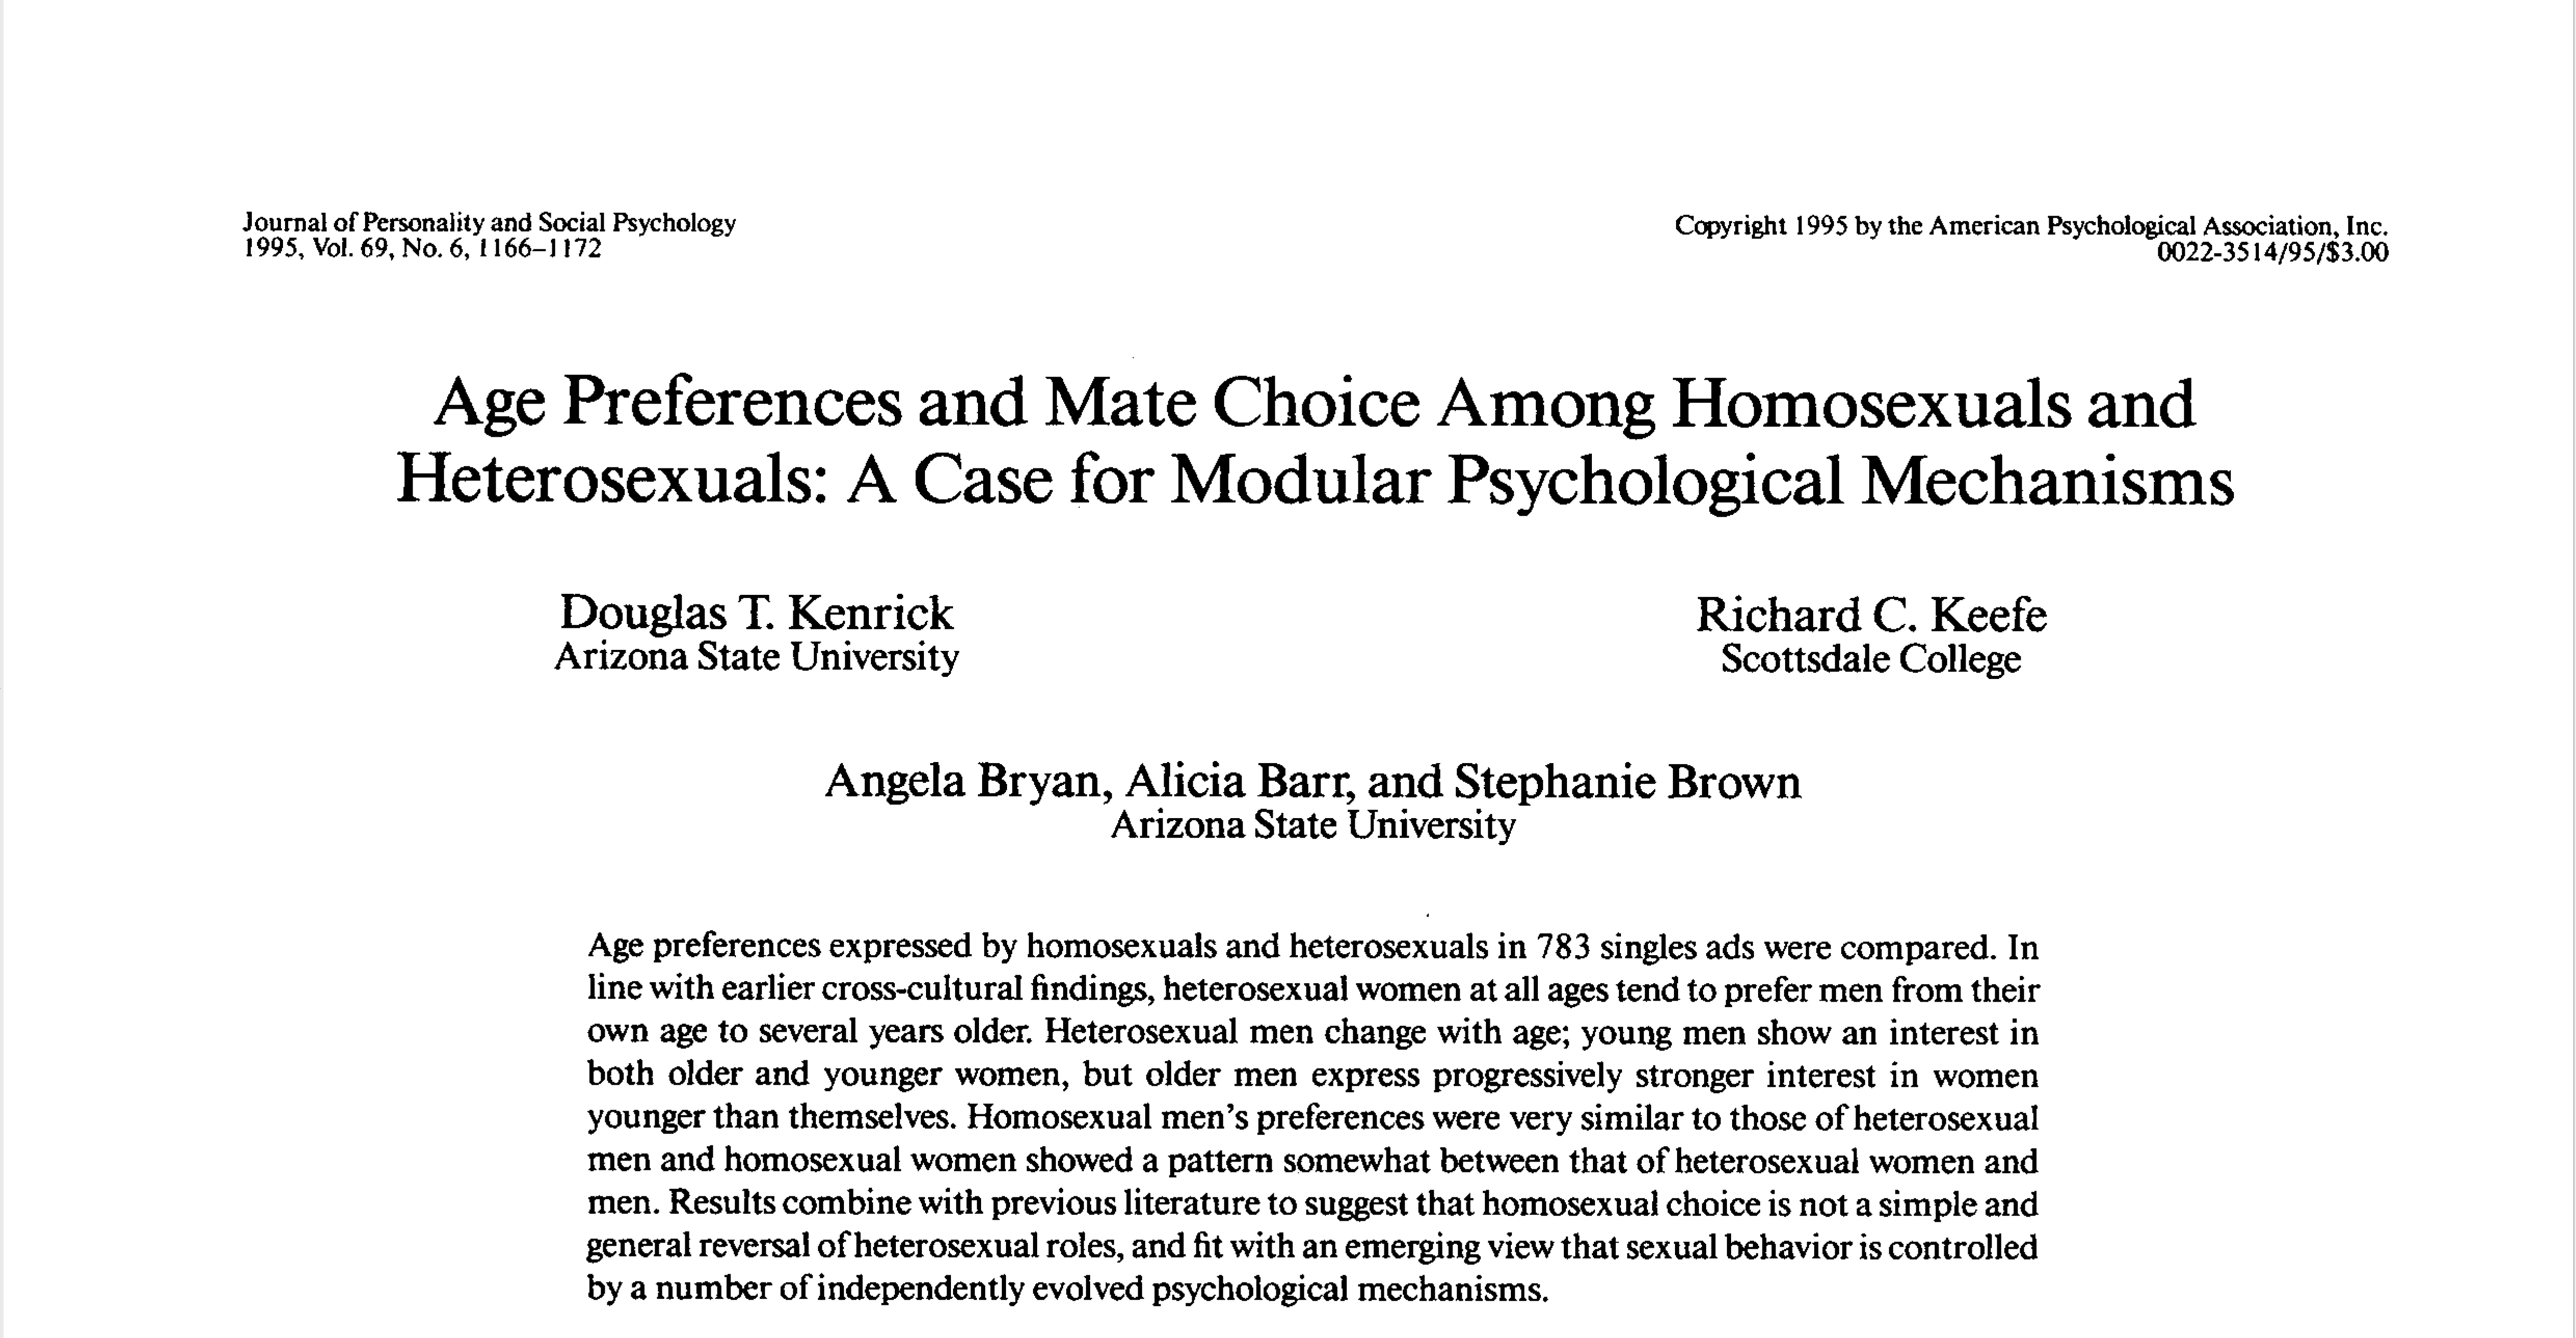 Journal of Personality and Social Psychology
1995, Vol. 69, No. 6, 1166–1172
Copyright 1995 by the American Psychological Association, Inc.
0022-3514/95/$3.00
Age Preferences and Mate Choice Among Homosexuals and
Heterosexuals: A Case for Modular Psychological Mechanisms
Douglas T. Kenrick
Arizona State University
Richard C. Keefe
Scottsdale College
Angela Bryan, Alicia Barr, and Stephanie Brown
Arizona State University
Age preferences expressed by homosexuals and heterosexuals in 783 singles ads were compared. In
line with earlier cross-cultural findings, heterosexual women at all ages tend to prefer men from their
own age to several years older. Heterosexual men change with age; young men show an interest in
both older and younger women, but older men express progressively stronger interest in women
younger than themselves. Homosexual men's preferences were very similar to those of heterosexual
men and homosexual women showed a pattern somewhat between that of heterosexual women and
men. Results combine with previous literature to suggest that homosexual choice is not a simple and
general reversal of heterosexual roles, and fit with an emerging view that sexual behavior is controlled
by a number of independently evolved psychological mechanisms.